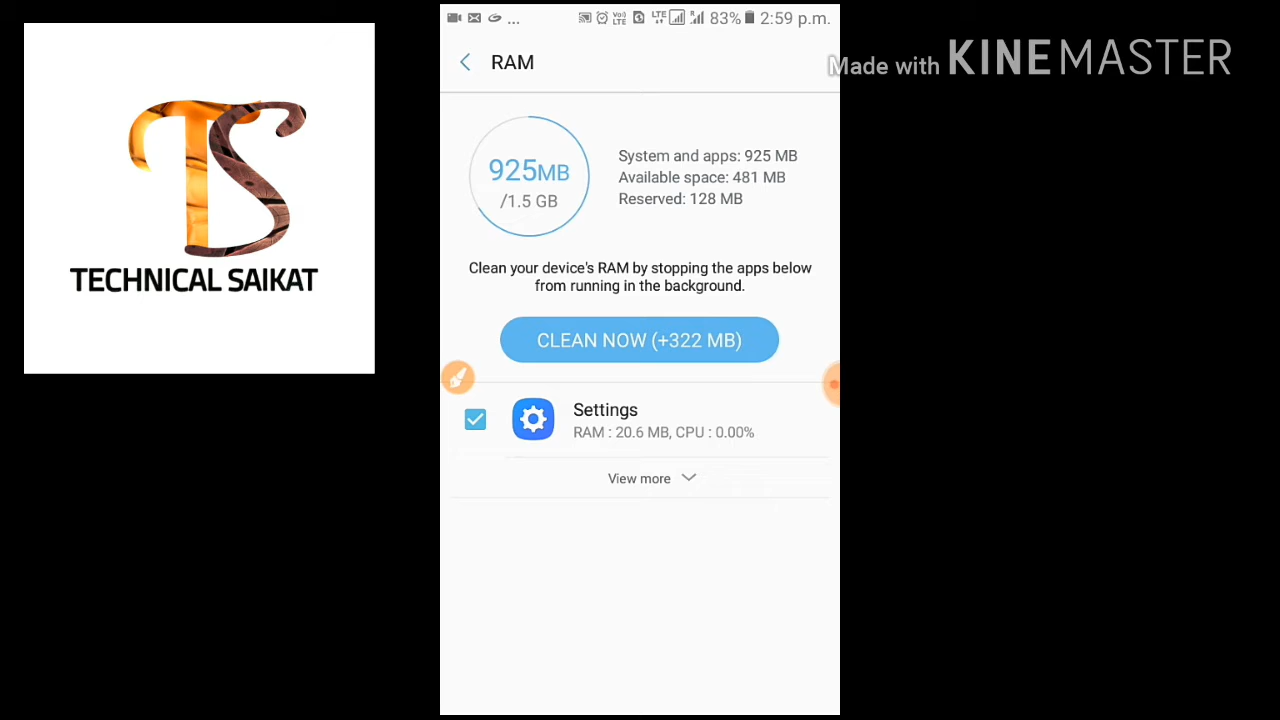 ... 83% 2:59 p.m.
RAM
Made with KINEMASTER
TS
TECHNICAL SAIKAT
925MB
/1.5 GB
System and apps: 925 MB
Available space: 481 MB
Reserved: 128 MB
Clean your device's RAM by stopping the apps below
from running in the background.
CLEAN NOW (+322 MB)
Settings
RAM : 20.6 MB, CPU : 0.00%
View more